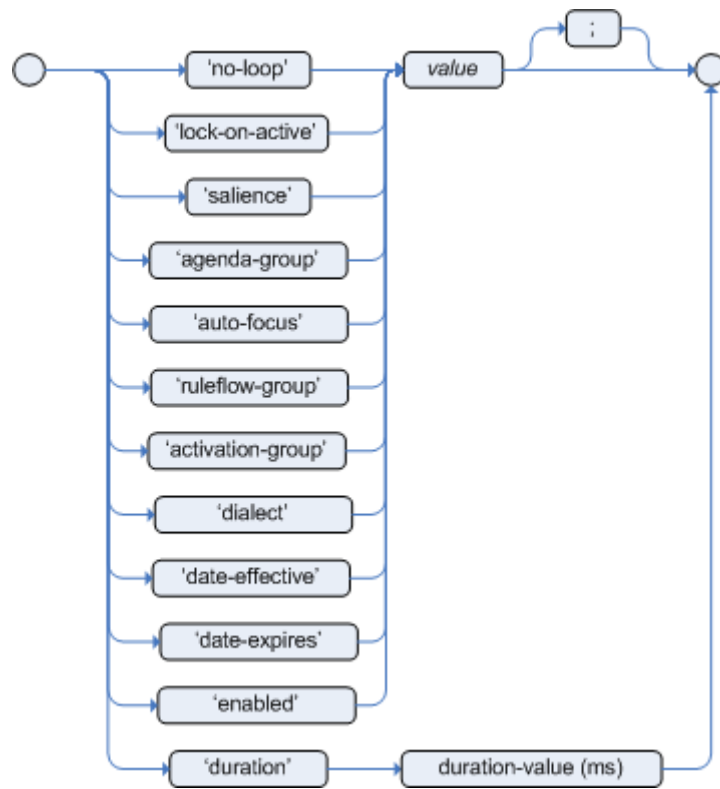 ‘no-loop’ value ;
‘lock-on-active’
‘salience’
‘agenda-group’
‘auto-focus’
‘ruleflow-group’
‘activation-group’
‘dialect’
‘date-effective’
‘date-expires’
‘enabled’
‘duration’ duration-value (ms)